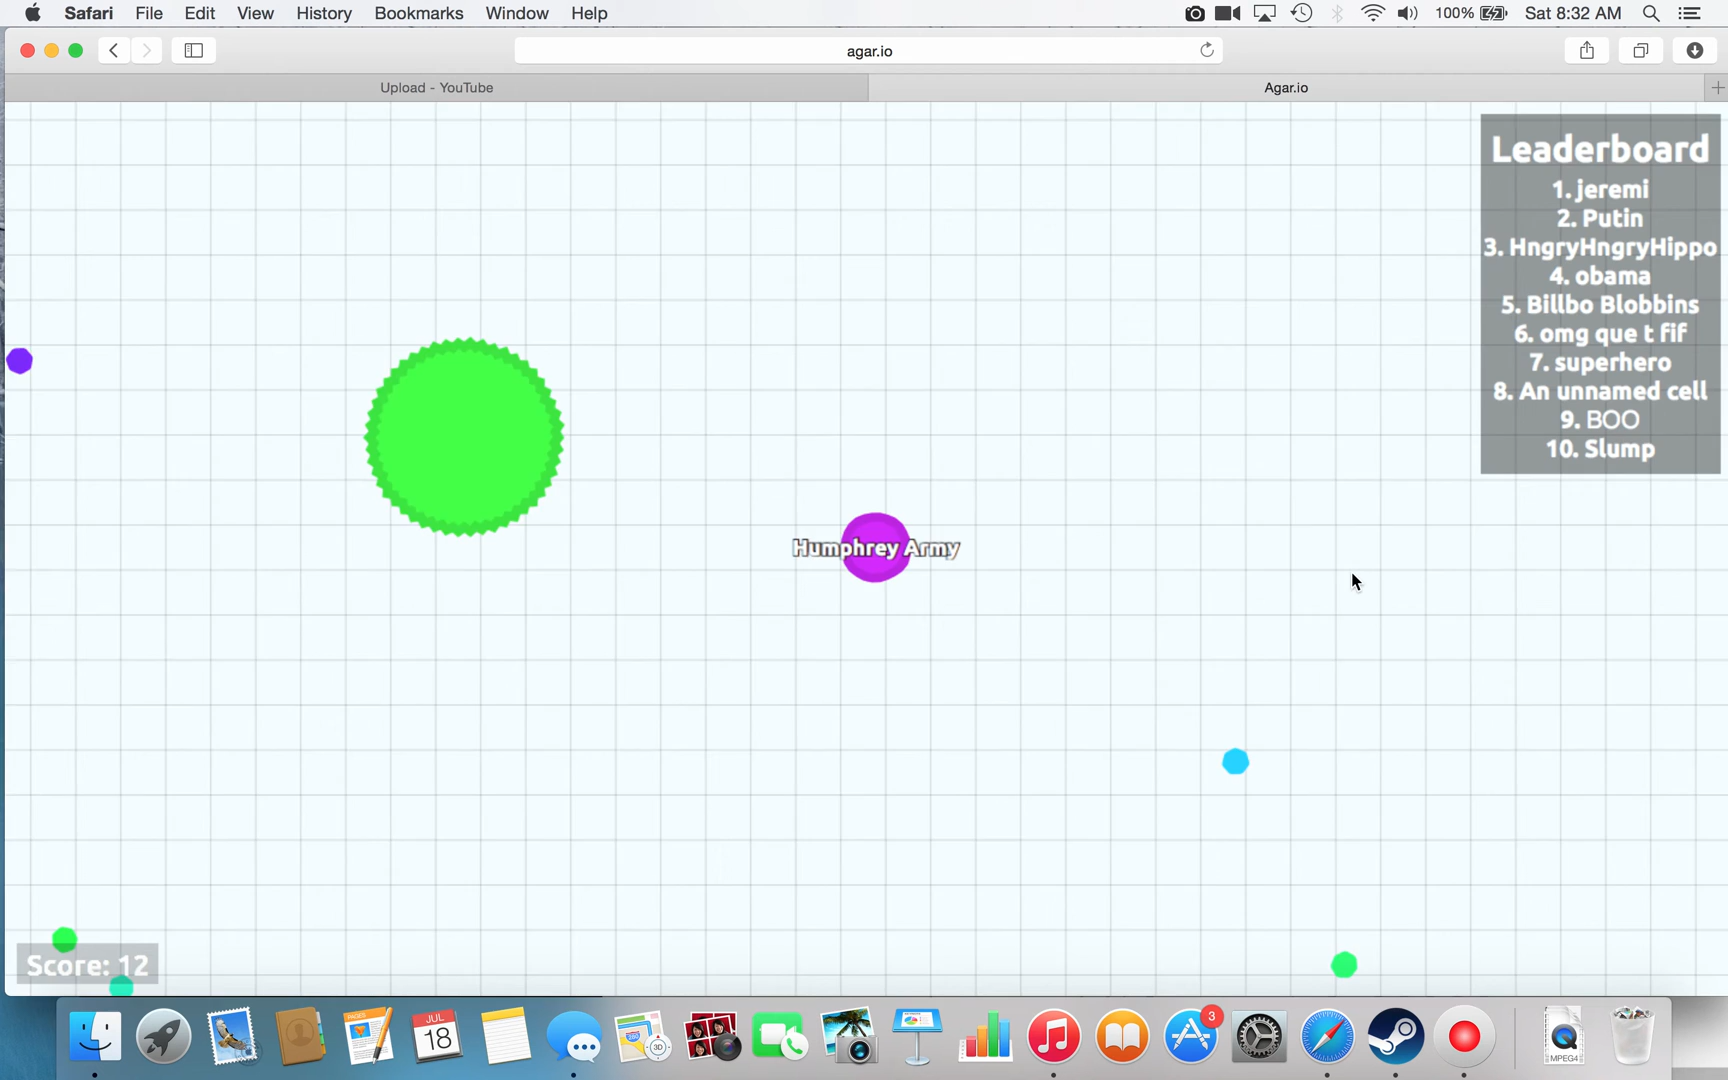 Safari File Edit View History Bookmarks Window Help 100% Sat 8:32 AM
agar.io
Upload - YouTube Agar.io
Leaderboard
1. jeremi
2. Putin
3. HngryHngryHippo
4. obama
5. Billbo Blobbins
6. omg que t fif
7. superhero
8. An unnamed cell
9. BOO
10. Slump
Humphrey Army
Score: 12
PAGES
JUL
18
3D
3
MPEG4